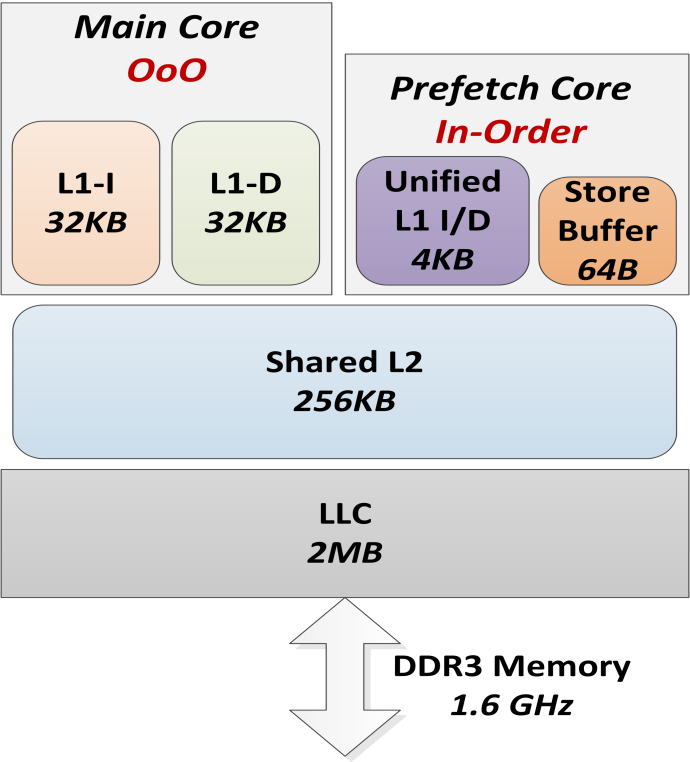 Main Core
OoO
L1-I
32KB
L1-D
32KB
Prefetch Core
In-Order
Unified
L1 I/D
4KB
Store
Buffer
64B
Shared L2
256KB
LLC
2MB
DDR3 Memory
1.6 GHz